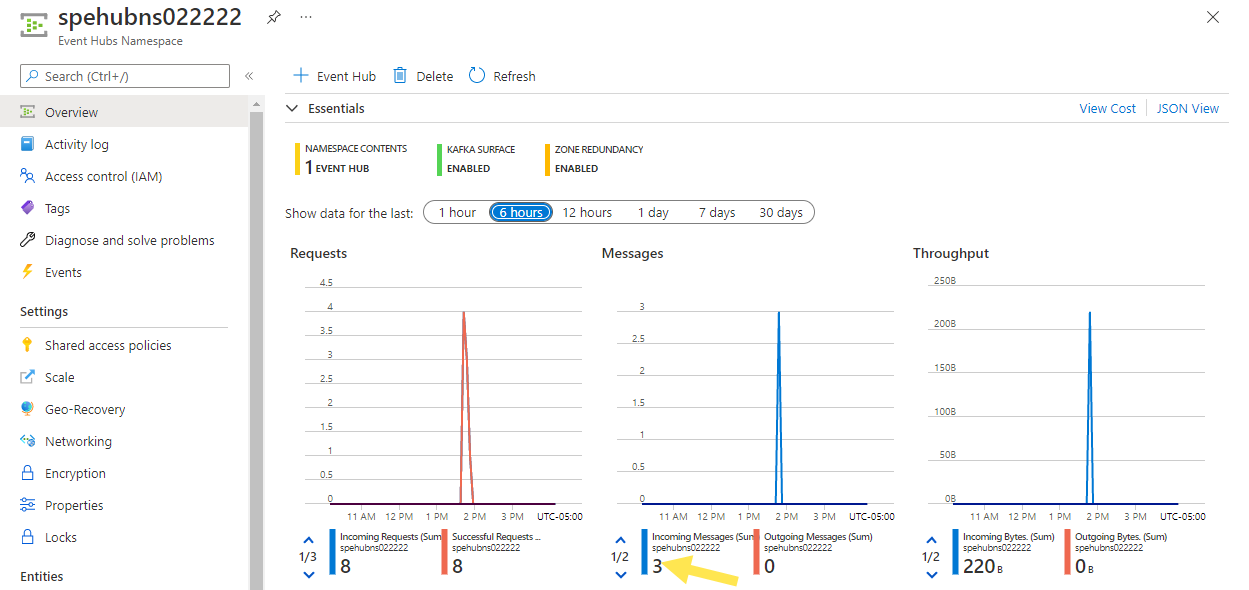 spehubns022222
Event Hubs Namespace
Search (Ctrl+/)
Overview
Activity log
Access control (IAM)
Tags
Diagnose and solve problems
Events
Settings
Shared access policies
Scale
Geo-Recovery
Networking
Encryption
Properties
Locks
Entities
Event Hub Delete Refresh
Essentials View Cost JSON View
NAMESPACE CONTENTS
1 EVENT HUB
KAFKA SURFACE
ENABLED
ZONE REDUNDANCY
ENABLED
Show data for the last: 1 hour 6 hours 12 hours 1 day 7 days 30 days
Requests
4.5
4
3.5
3
2.5
2
1.5
1
0.5
0
11 AM 12 PM 1 PM 2 PM 3 PM UTC-05:00
1/3
Incoming Requests (Sum)
spehubns022222
8
Successful Requests ...
spehubns022222
8
Messages
3
2.5
2
1.5
1
0.5
0
11 AM 12 PM 1 PM 2 PM 3 PM UTC-05:00
1/2
Incoming Messages (Sum)
spehubns022222
3
Outgoing Messages (Sum)
spehubns022222
0
Throughput
250B
200B
150B
100B
50B
0B
11 AM 12 PM 1 PM 2 PM 3 PM UTC-05:00
1/2
Incoming Bytes. (Sum)
spehubns022222
220 B
Outgoing Bytes. (Sum)
spehubns022222
0 B